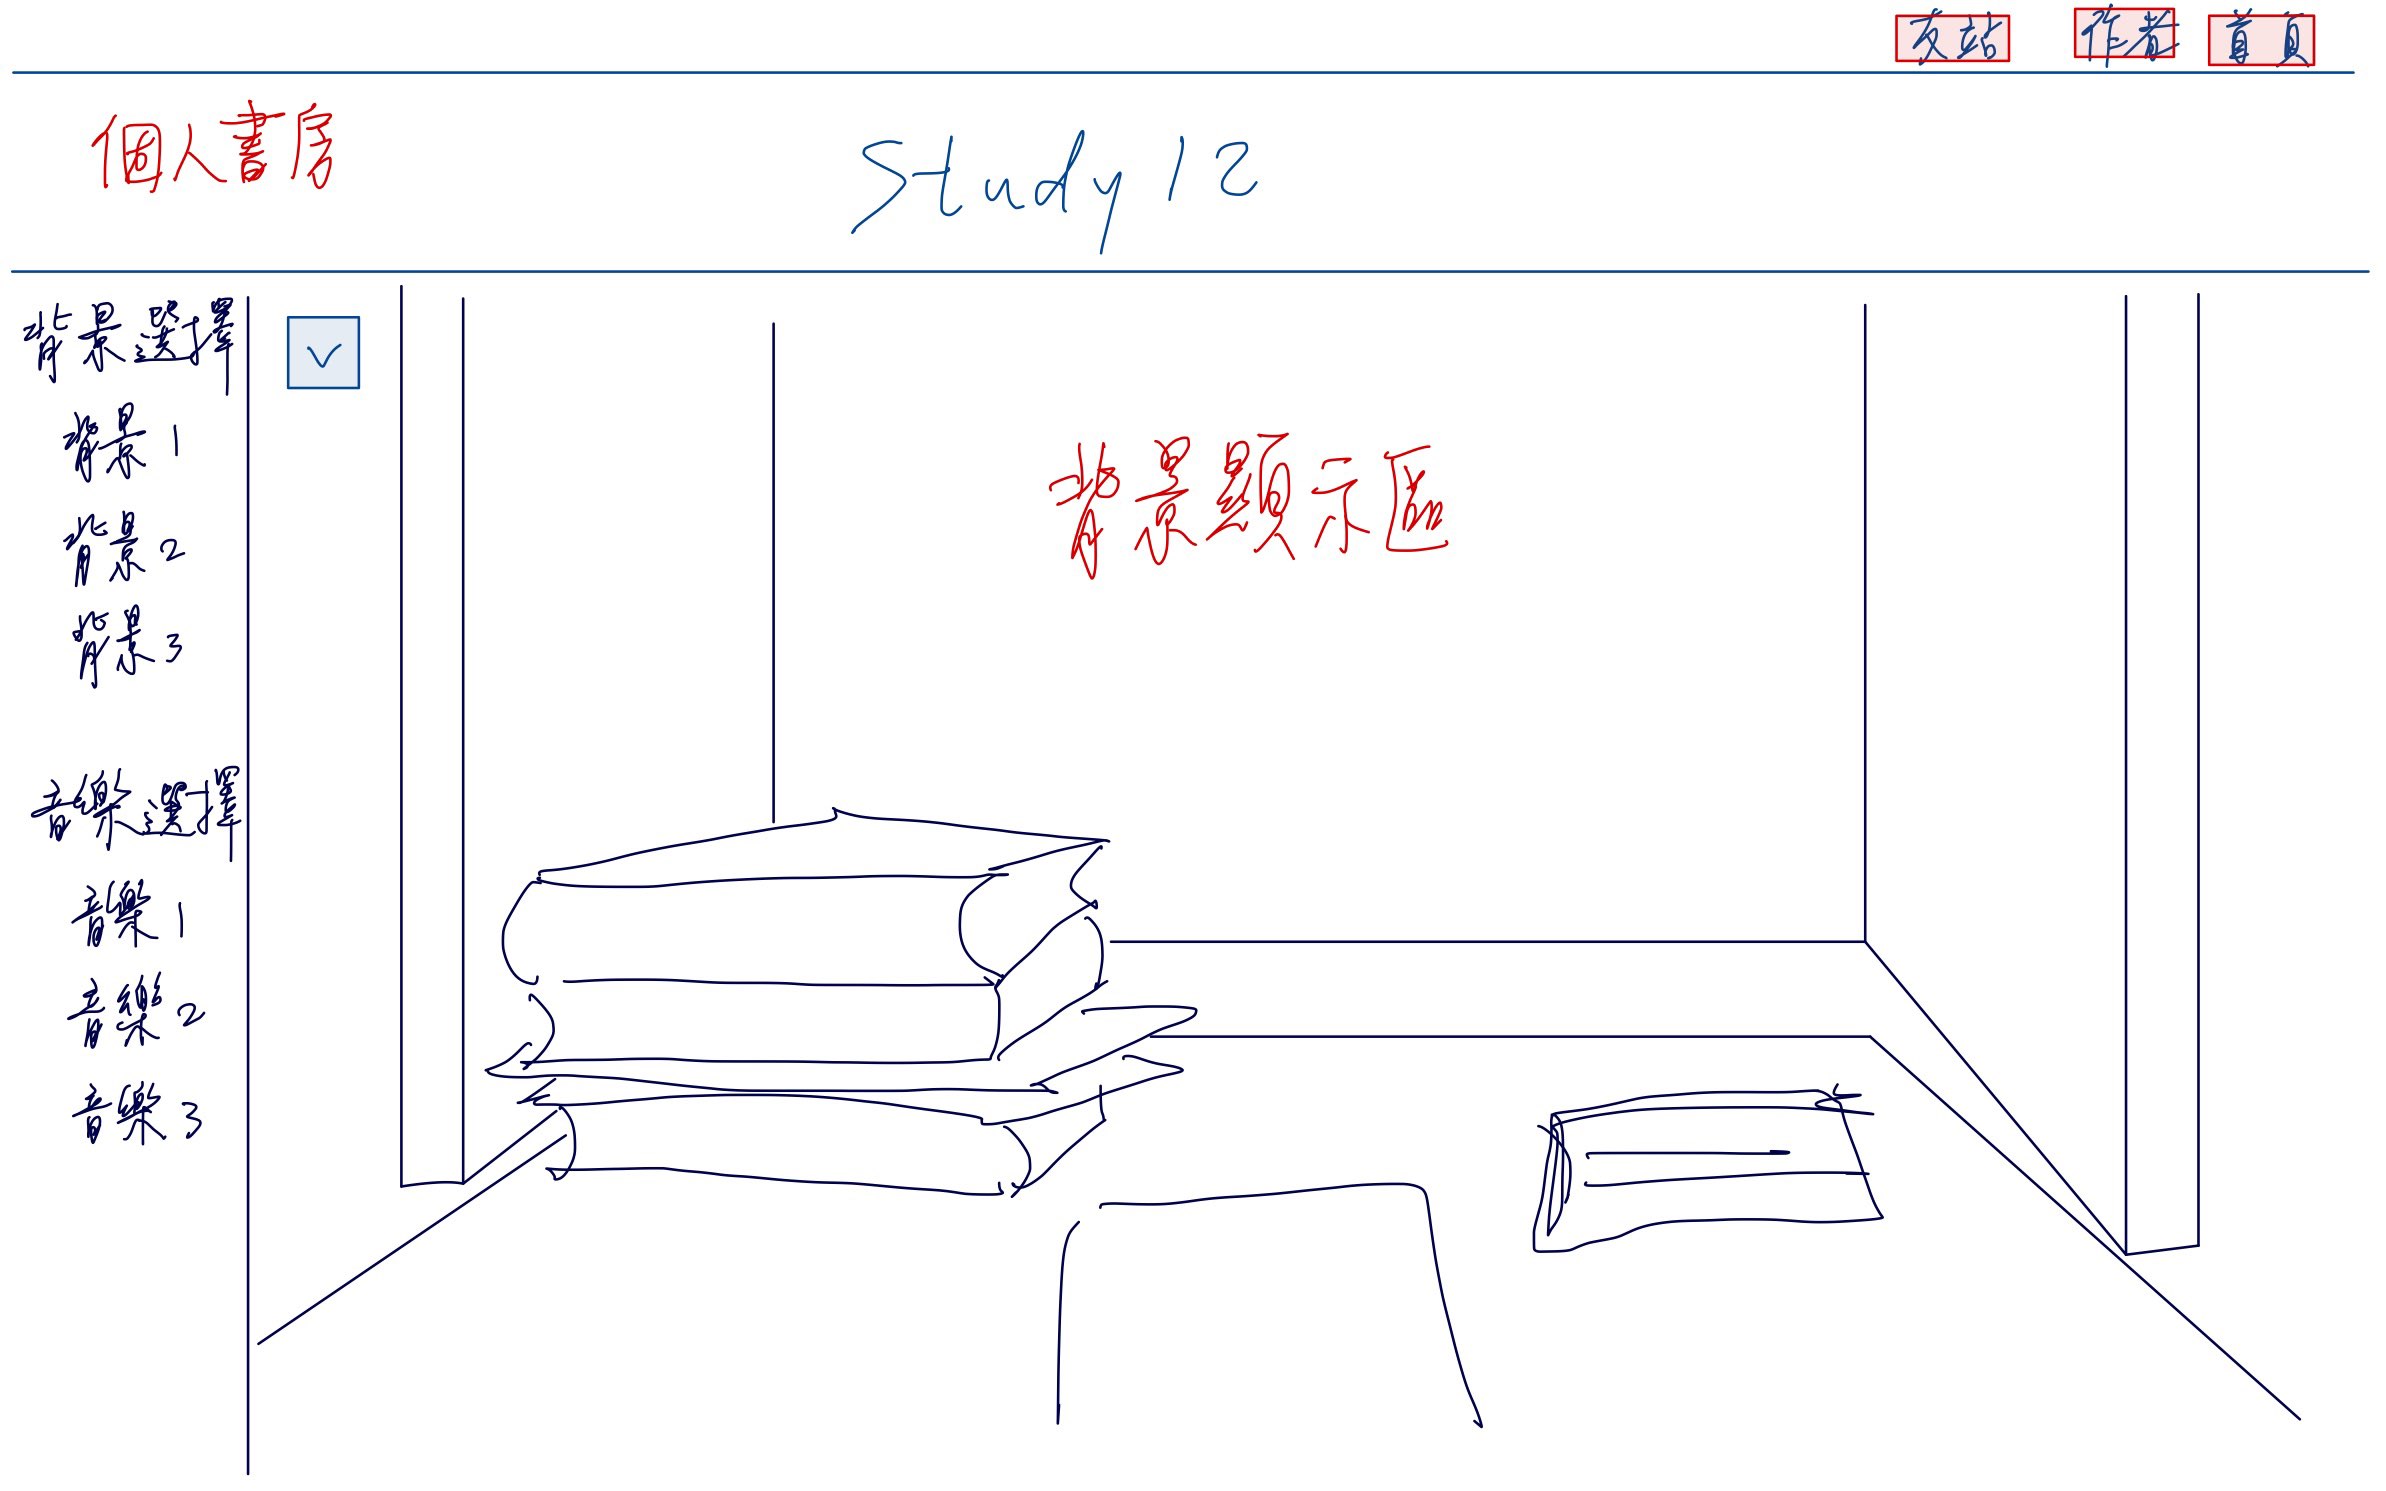 友站 作者 首頁
個人書房
Study 12
背景選擇
背景1
背景2
背景3
背景顯示區
音樂選擇
音樂1
音樂2
音樂3